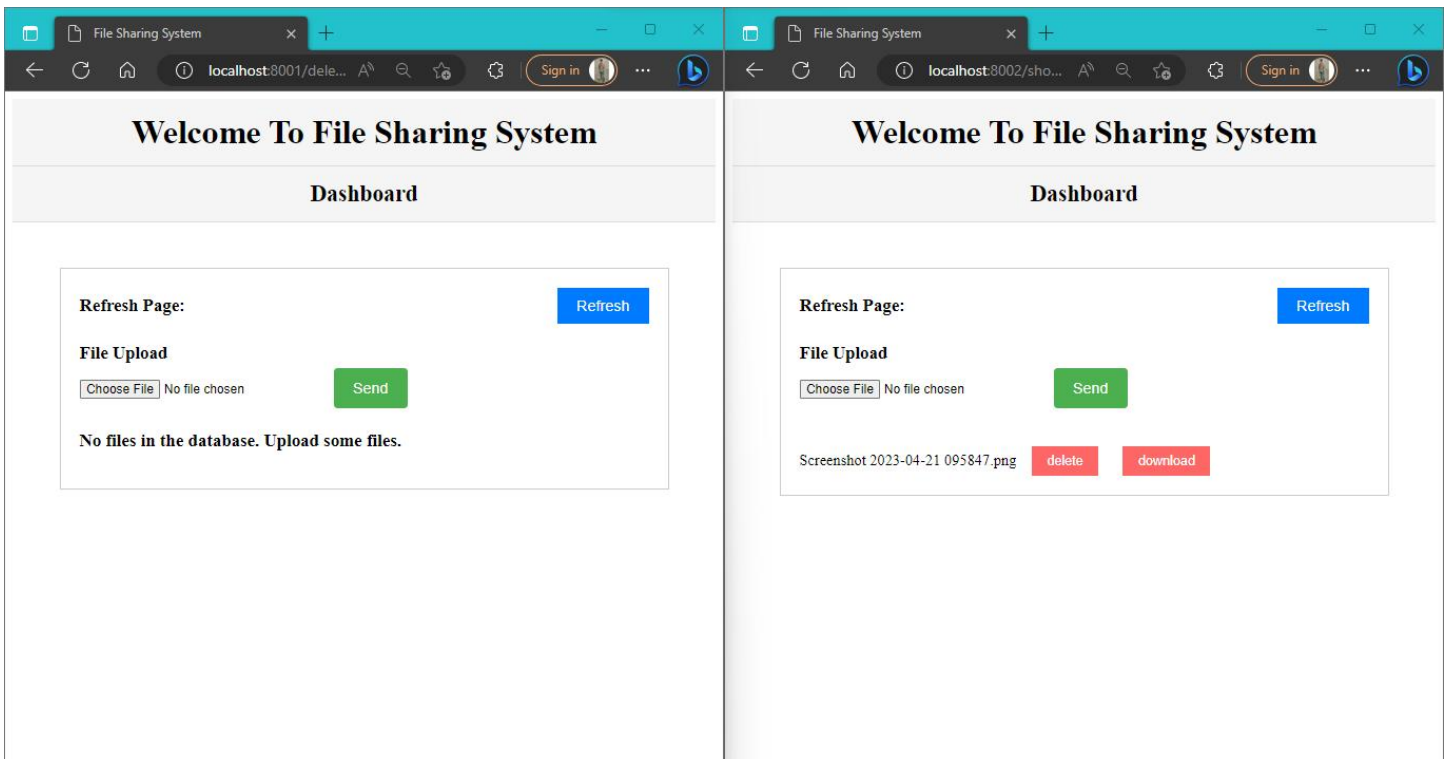 File Sharing System
localhost:8001/dele...
Sign in
Welcome To File Sharing System
Dashboard
Refresh Page:
Refresh
File Upload
Choose File No file chosen
Send
No files in the database. Upload some files.
File Sharing System
localhost:8002/sho...
Sign in
Welcome To File Sharing System
Dashboard
Refresh Page:
Refresh
File Upload
Choose File No file chosen
Send
Screenshot 2023-04-21 095847.png delete download